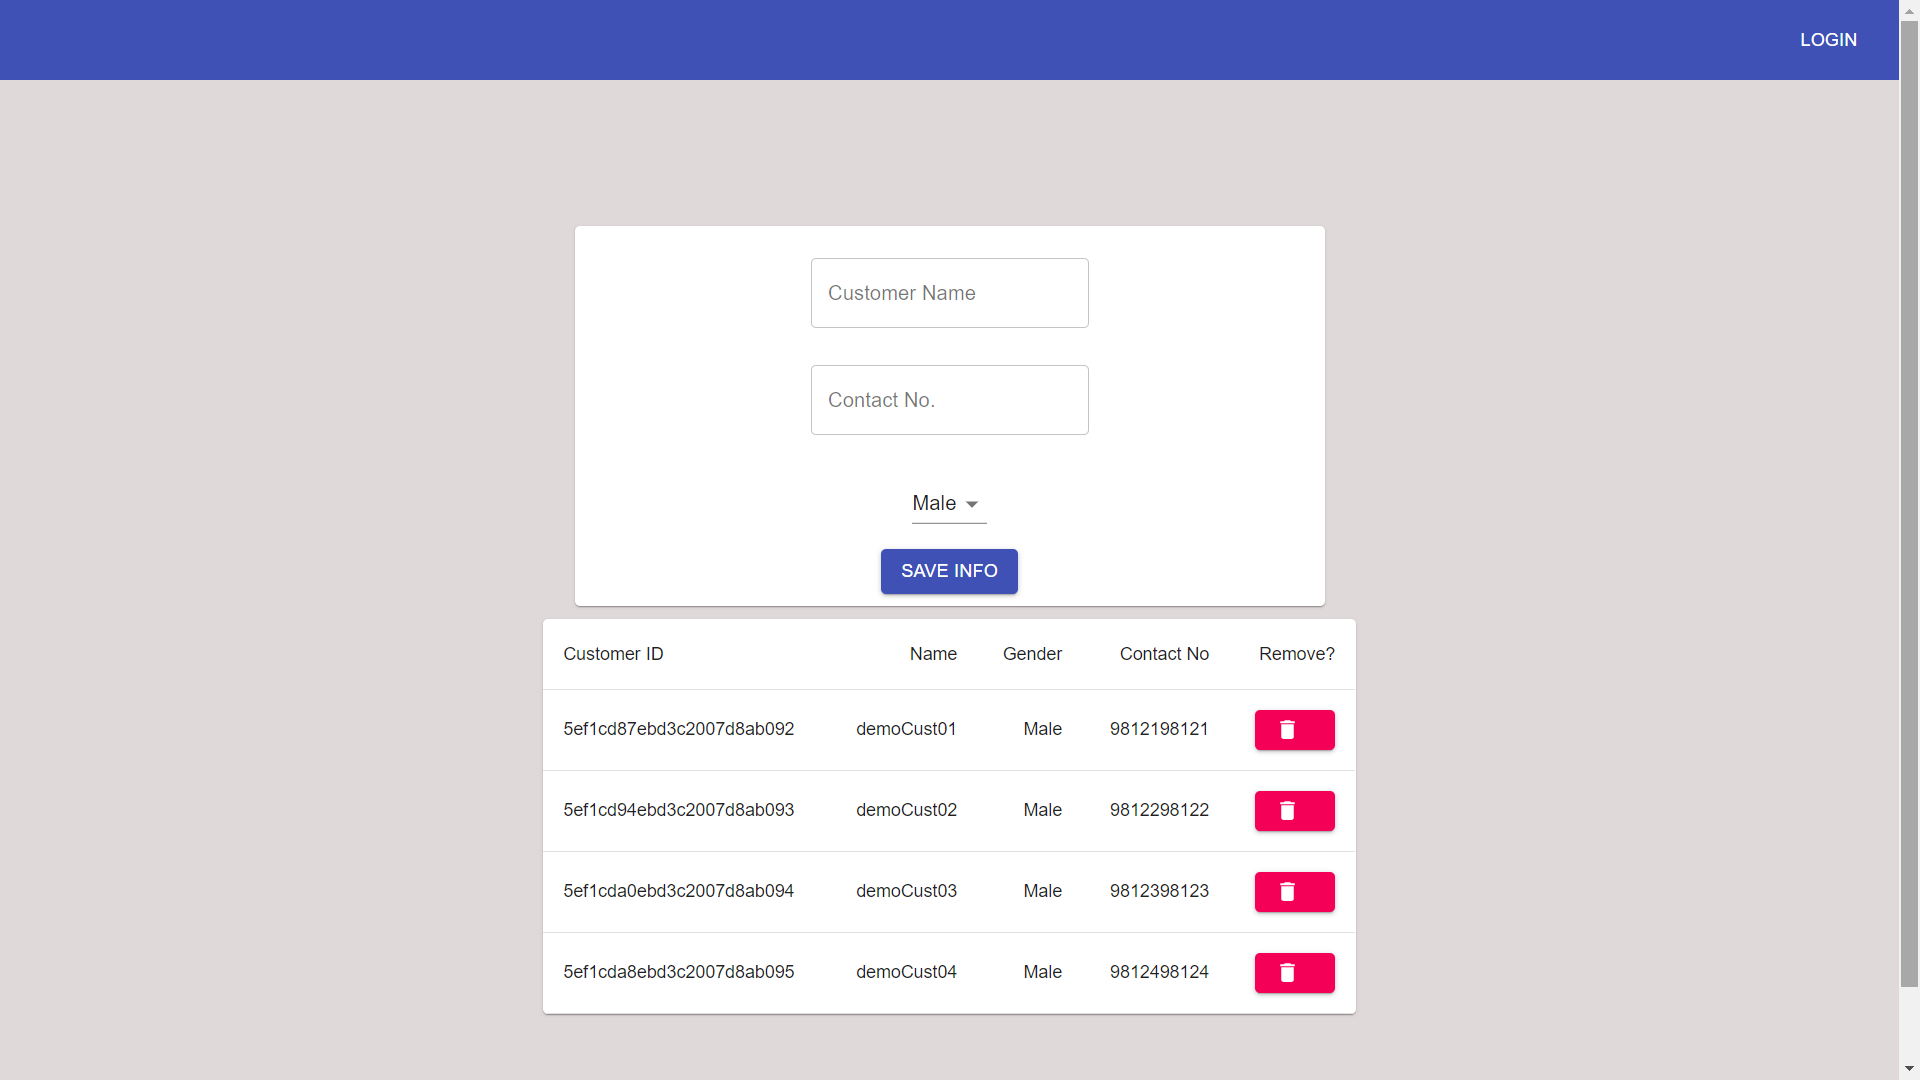 LOGIN
Customer Name
Contact No.
Male
SAVE INFO
Customer ID Name Gender Contact No Remove?
5ef1cd87ebd3c2007d8ab092 demoCust01 Male 9812198121
5ef1cd94ebd3c2007d8ab093 demoCust02 Male 9812298122
5ef1cda0ebd3c2007d8ab094 demoCust03 Male 9812398123
5ef1cda8ebd3c2007d8ab095 demoCust04 Male 9812498124